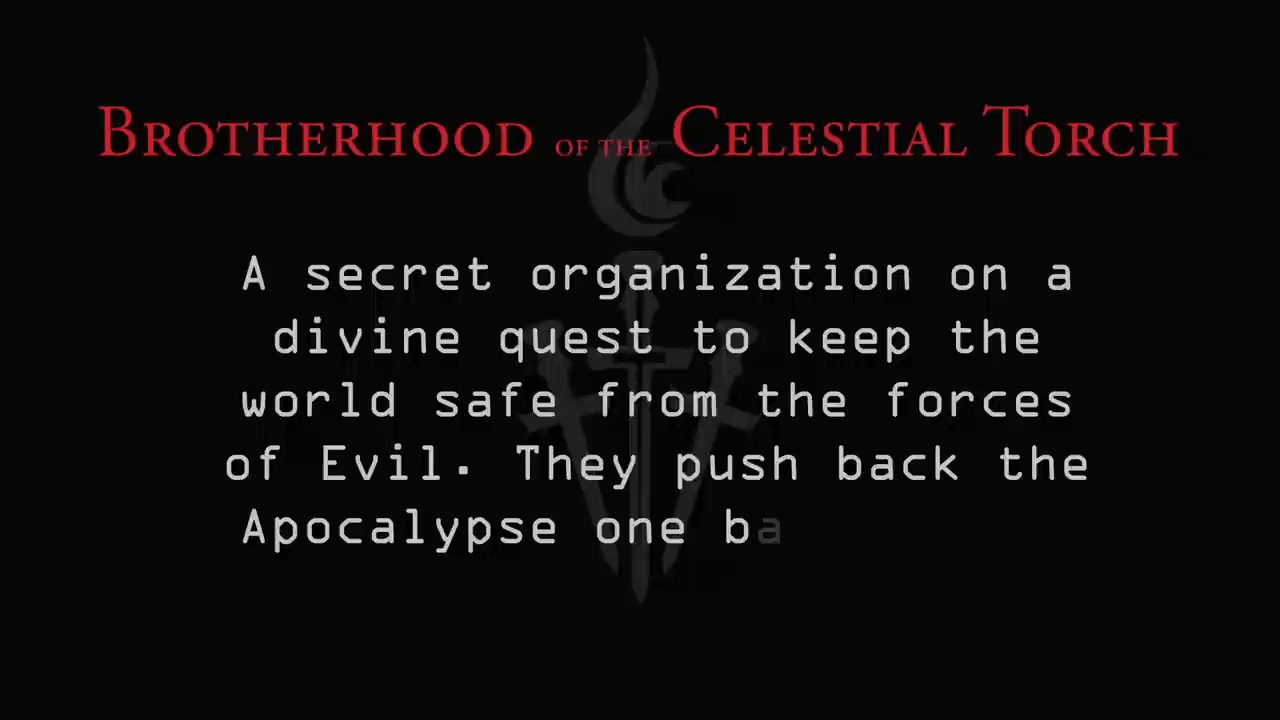 Brotherhood of the Celestial Torch
A secret organization on a
divine quest to keep the
world safe from the forces
of Evil. They push back the
Apocalypse one ba